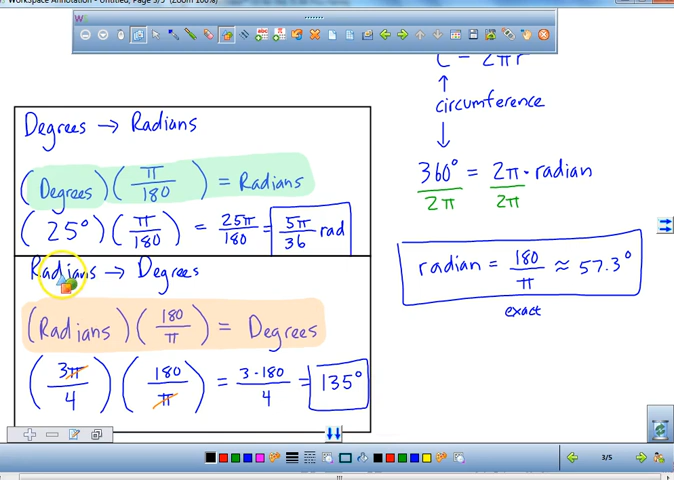 WorkSpace Annotation - Untitled, Page 3/5 (Zoom 100%)
C = 2πr
circumference
360° = 2π · radian
2π 2π
radian = 180/π ≈ 57.3°
exact
Degrees → Radians
(Degrees)(π/180) = Radians
(25°)(π/180) = 25π/180 = 5π/36 rad
Radians → Degrees
(Radians)(180/π) = Degrees
(3π/4)(180/π) = 3·180/4 = 135°
3/5